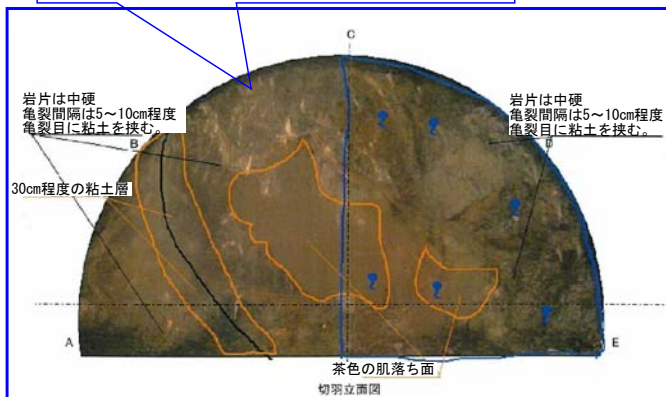 C
岩片は中硬
亀裂間隔は5～10cm程度
亀裂目に粘土を挟む。
B
岩片は中硬
亀裂間隔は5～10cm程度
亀裂目に粘土を挟む。
D
30cm程度の粘土層
A
E
茶色の肌落ち面
切羽立面図